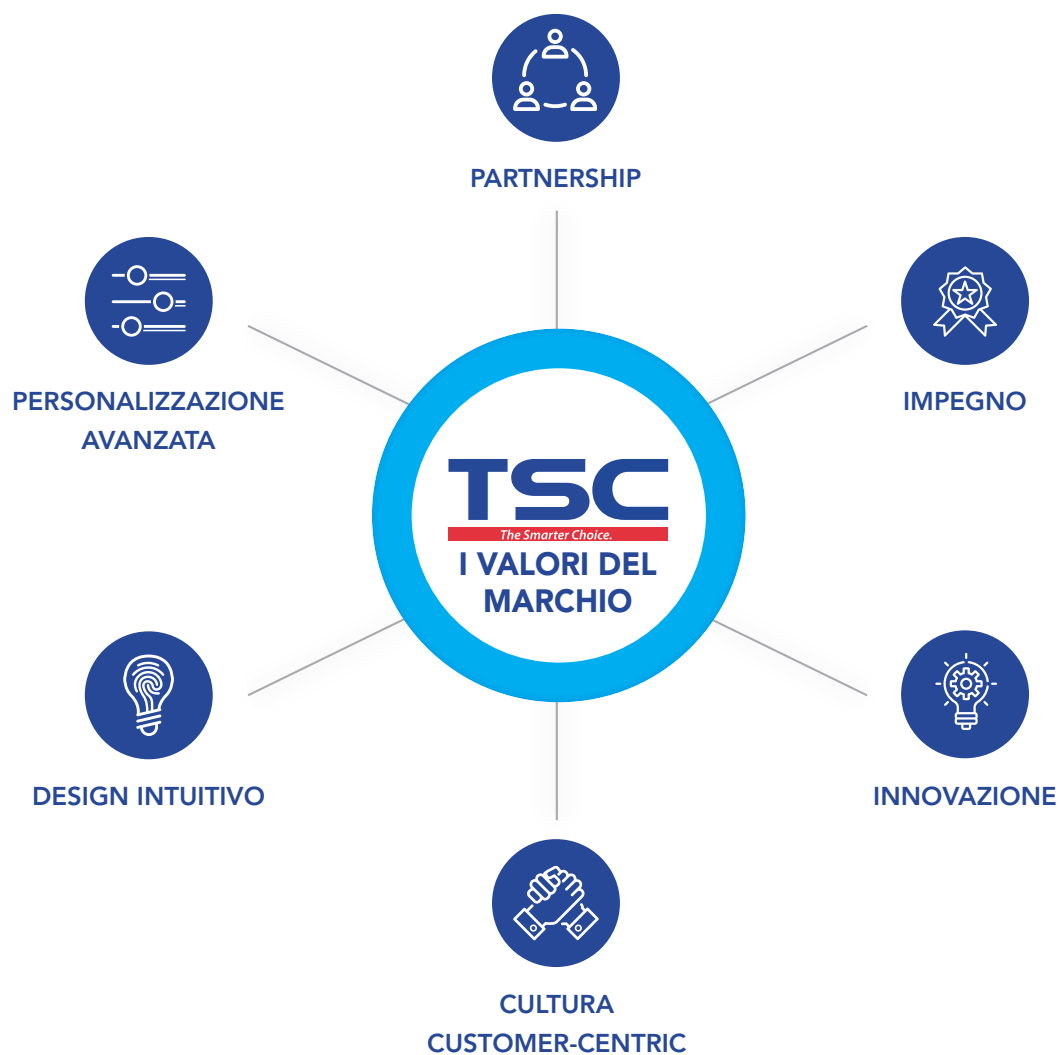 PARTNERSHIP
PERSONALIZZAZIONE
AVANZATA
IMPEGNO
TSC
The Smarter Choice.
I VALORI DEL
MARCHIO
DESIGN INTUITIVO
INNOVAZIONE
CULTURA
CUSTOMER-CENTRIC